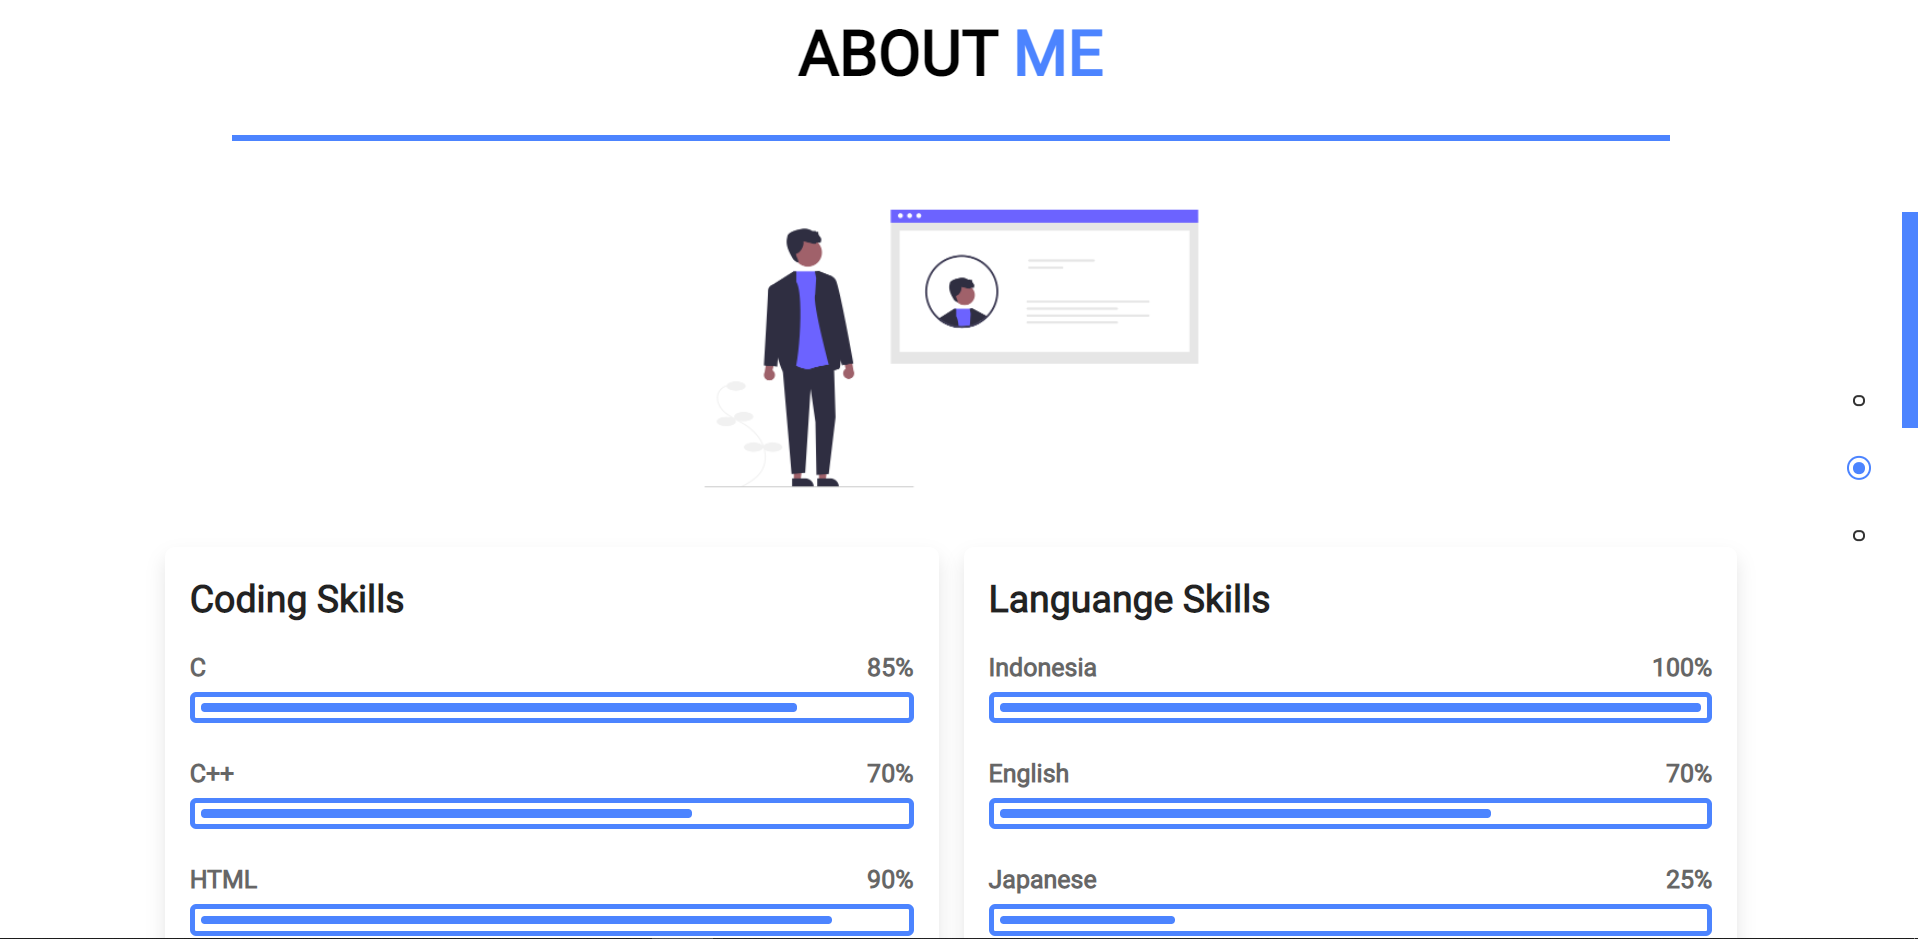 ABOUT ME
Coding Skills
C 85%
C++ 70%
HTML 90%
Languange Skills
Indonesia 100%
English 70%
Japanese 25%